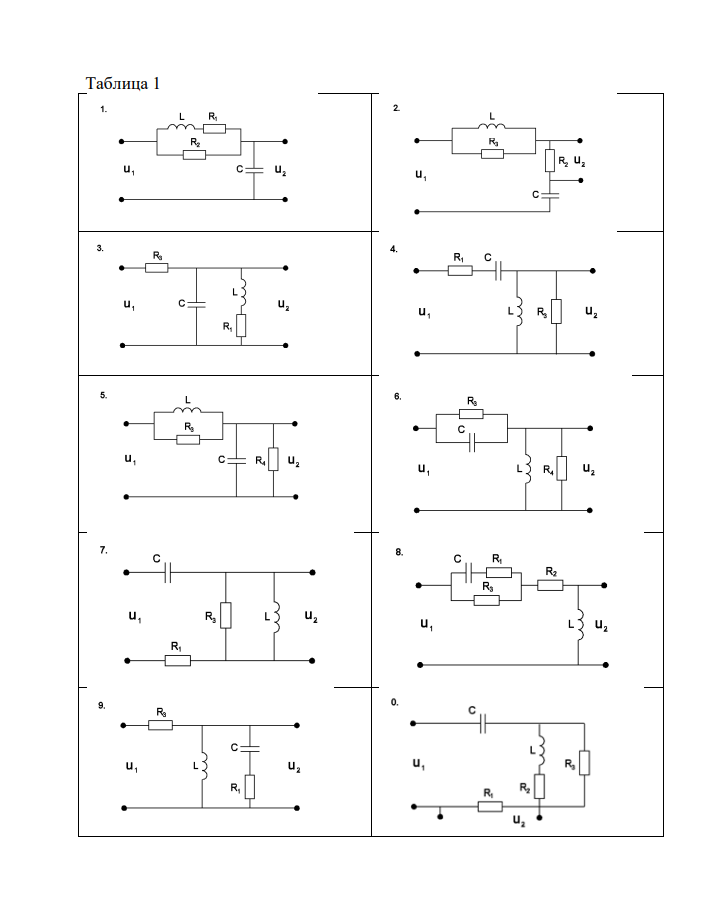 Таблица 1
1.
L R₁
R₂
u₁ C u₂
2.
L
R₃
u₁ R₂ u₂
C
3.
R₃
u₁ C L u₂
R₁
4.
R₁ C
u₁ L R₃ u₂
5.
L
R₃
u₁ C R₄ u₂
6.
R₃
C
u₁ L R₄ u₂
7.
C
u₁ R₃ L u₂
R₁
8.
C R₁ R₂
R₃
u₁ L u₂
9.
R₃
C
u₁ L u₂
R₁
0.
C
L
u₁ R₃
R₂
R₁
u₂